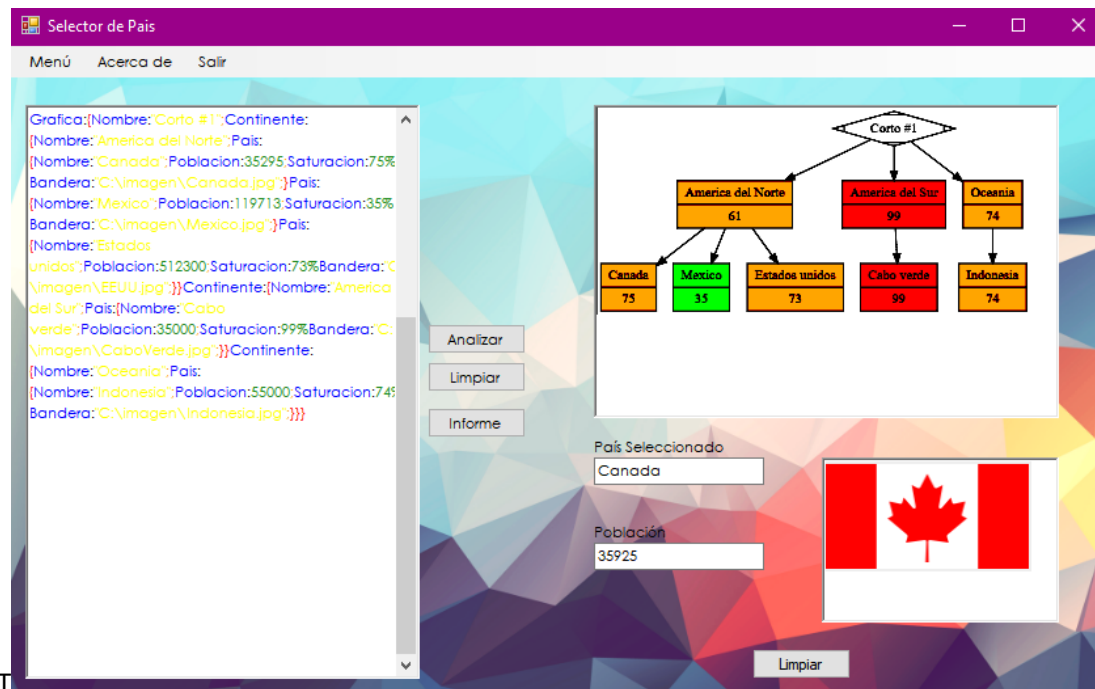 Selector de Pais
Menú Acerca de Salir
Grafica:{Nombre:"Corto #1";Continente:
{Nombre:"America del Norte";Pais:
{Nombre:"Canada";Poblacion:35295;Saturacion:75%
Bandera:"C:\imagen\Canada.jpg";}Pais:
{Nombre:"Mexico";Poblacion:119713;Saturacion:35%
Bandera:"C:\imagen\Mexico.jpg";}Pais:
{Nombre:"Estados
unidos";Poblacion:512300;Saturacion:73%Bandera:"C
\imagen\EEUU.jpg";}}Continente:{Nombre:"America
del Sur";Pais:{Nombre:"Cabo
verde";Poblacion:35000;Saturacion:99%Bandera:"C:
\imagen\CaboVerde.jpg";}}Continente:
{Nombre:"Oceania";Pais:
{Nombre:"Indonesia";Poblacion:55000;Saturacion:74%
Bandera:"C:\imagen\Indonesia.jpg";}}}
Analizar
Limpiar
Informe
Corto #1
America del Norte
61
America del Sur
99
Oceania
74
Canada
75
Mexico
35
Estados unidos
73
Cabo verde
99
Indonesia
74
País Seleccionado
Canada
Población
35925
Limpiar
T